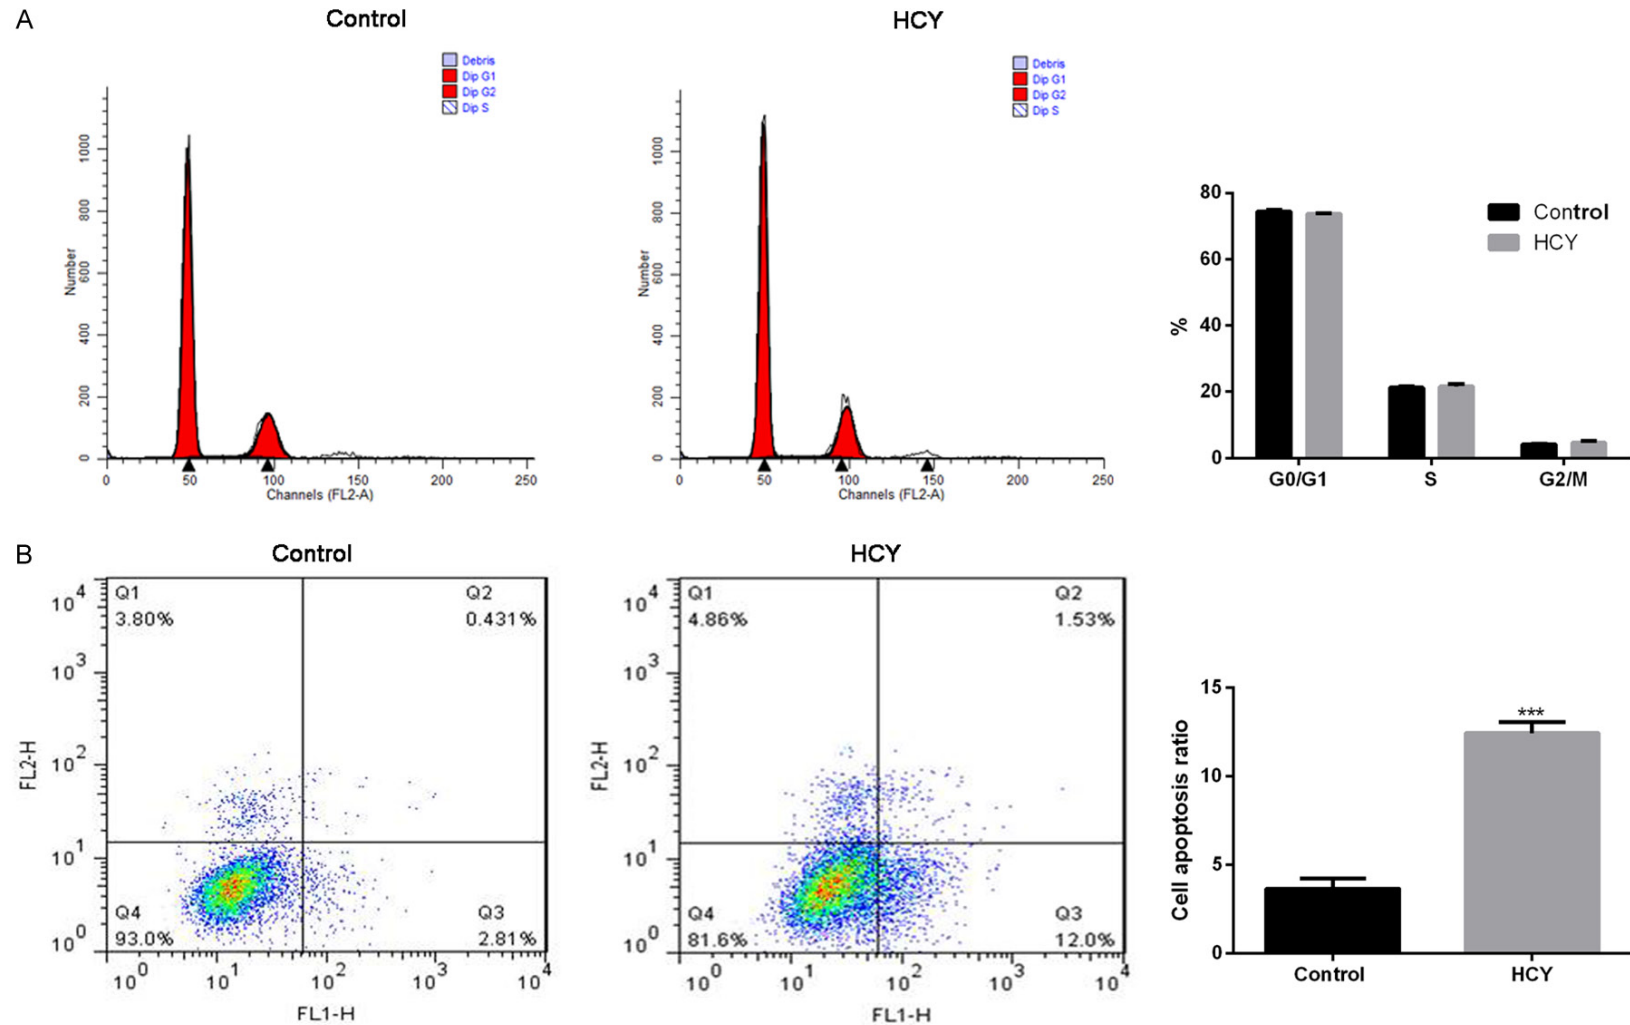 A
Control
HCY
Debris
Dip G1
Dip G2
Dip S
Number
0 200 400 600 800 1000
0 50 100 150 200 250
Channels (FL2-A)
Debris
Dip G1
Dip G2
Dip S
Number
0 200 400 600 800 1000
0 50 100 150 200 250
Channels (FL2-A)
80
60
40
20
0
%
Control
HCY
G0/G1 S G2/M
B
Control
HCY
Q1
3.80%
Q2
0.431%
Q4
93.0%
Q3
2.81%
10^4
10^3
10^2
10^1
10^0
FL2-H
10^0 10^1 10^2 10^3 10^4
FL1-H
Q1
4.86%
Q2
1.53%
Q4
81.6%
Q3
12.0%
10^4
10^3
10^2
10^1
10^0
FL2-H
10^0 10^1 10^2 10^3 10^4
FL1-H
15
10
5
0
Cell apoptosis ratio
***
Control HCY